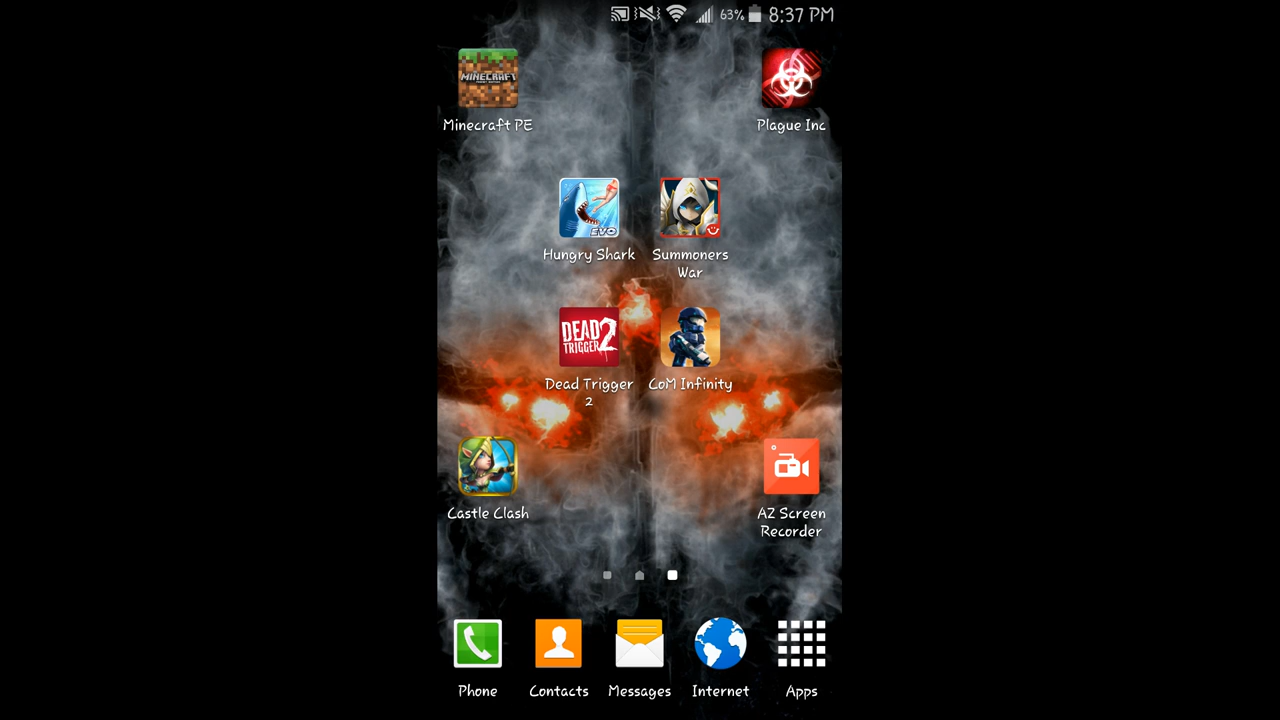 63% 8:37 PM
MINECRAFT
Minecraft PE
Plague Inc
EVO
Hungry Shark
Summoners
War
DEAD
TRIGGER 2
Dead Trigger
2
CoM Infinity
Castle Clash
AZ Screen
Recorder
Phone
Contacts
Messages
Internet
Apps